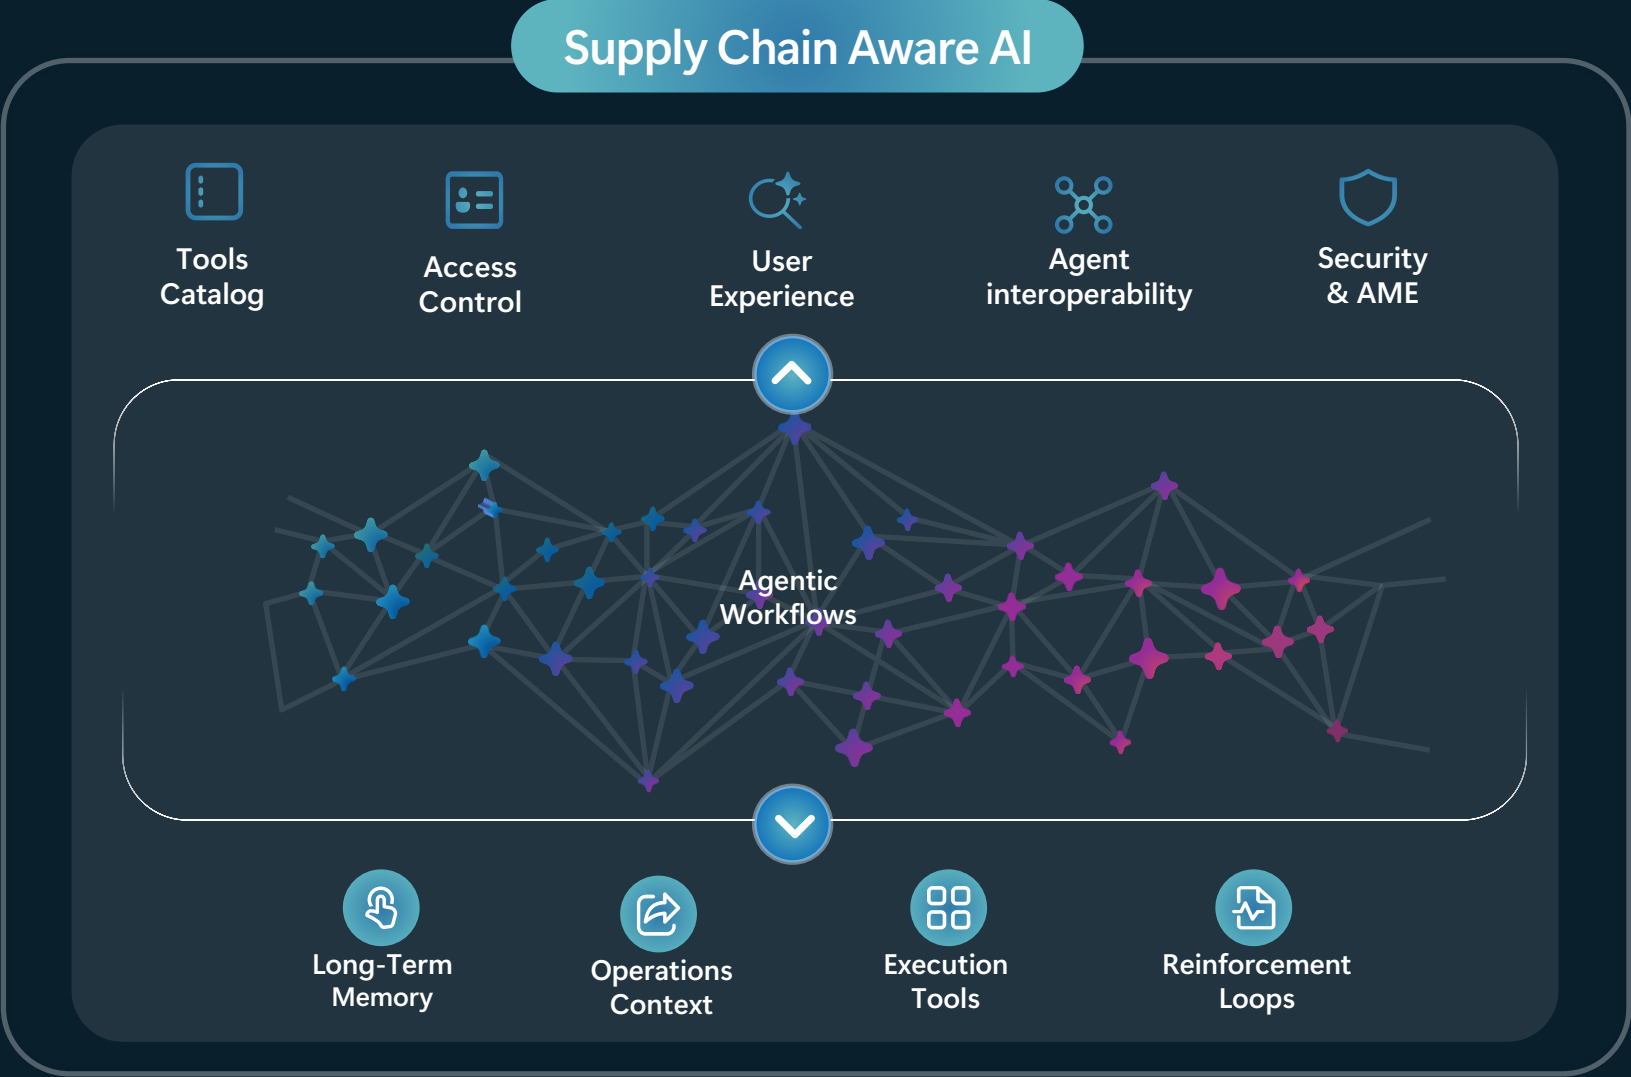 Supply Chain Aware AI
Tools
Catalog
Access
Control
User
Experience
Agent
interoperability
Security
& AME
Agentic
Workflows
Long-Term
Memory
Operations
Context
Execution
Tools
Reinforcement
Loops